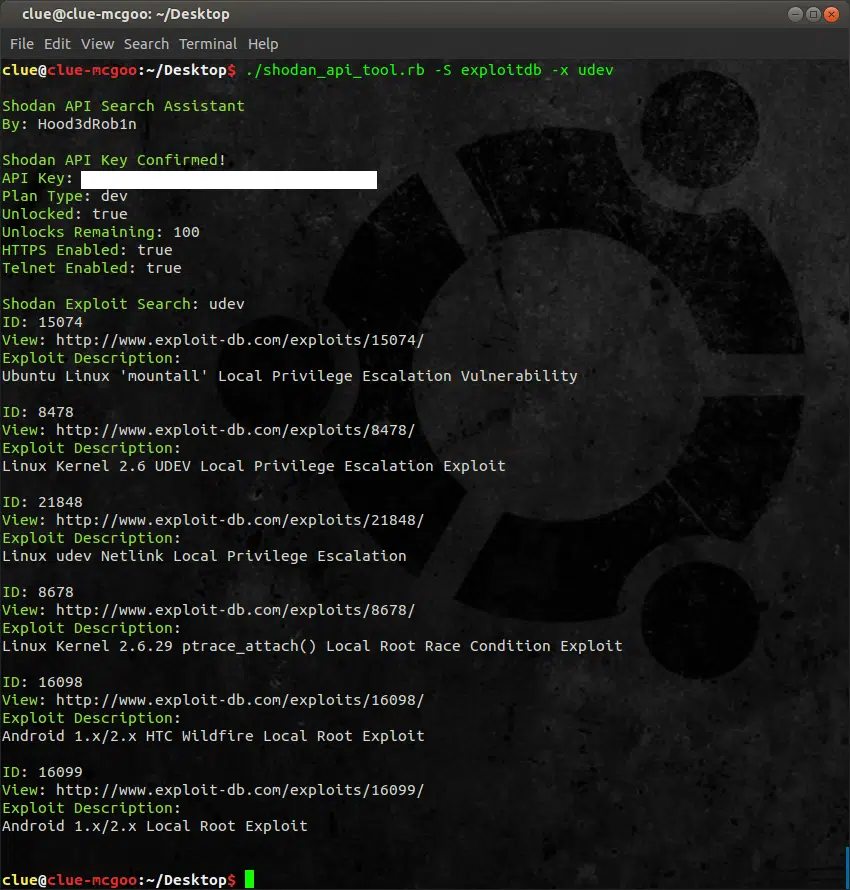 clue@clue-mcgoo: ~/Desktop
File Edit View Search Terminal Help
clue@clue-mcgoo:~/Desktop$ ./shodan_api_tool.rb -S exploitdb -x udev
Shodan API Search Assistant
By: Hood3dRob1n
Shodan API Key Confirmed!
API Key:
Plan Type: dev
Unlocked: true
Unlocks Remaining: 100
HTTPS Enabled: true
Telnet Enabled: true
Shodan Exploit Search: udev
ID: 15074
View: http://www.exploit-db.com/exploits/15074/
Exploit Description:
Ubuntu Linux 'mountall' Local Privilege Escalation Vulnerability
ID: 8478
View: http://www.exploit-db.com/exploits/8478/
Exploit Description:
Linux Kernel 2.6 UDEV Local Privilege Escalation Exploit
ID: 21848
View: http://www.exploit-db.com/exploits/21848/
Exploit Description:
Linux udev Netlink Local Privilege Escalation
ID: 8678
View: http://www.exploit-db.com/exploits/8678/
Exploit Description:
Linux Kernel 2.6.29 ptrace_attach() Local Root Race Condition Exploit
ID: 16098
View: http://www.exploit-db.com/exploits/16098/
Exploit Description:
Android 1.x/2.x HTC Wildfire Local Root Exploit
ID: 16099
View: http://www.exploit-db.com/exploits/16099/
Exploit Description:
Android 1.x/2.x Local Root Exploit
clue@clue-mcgoo:~/Desktop$